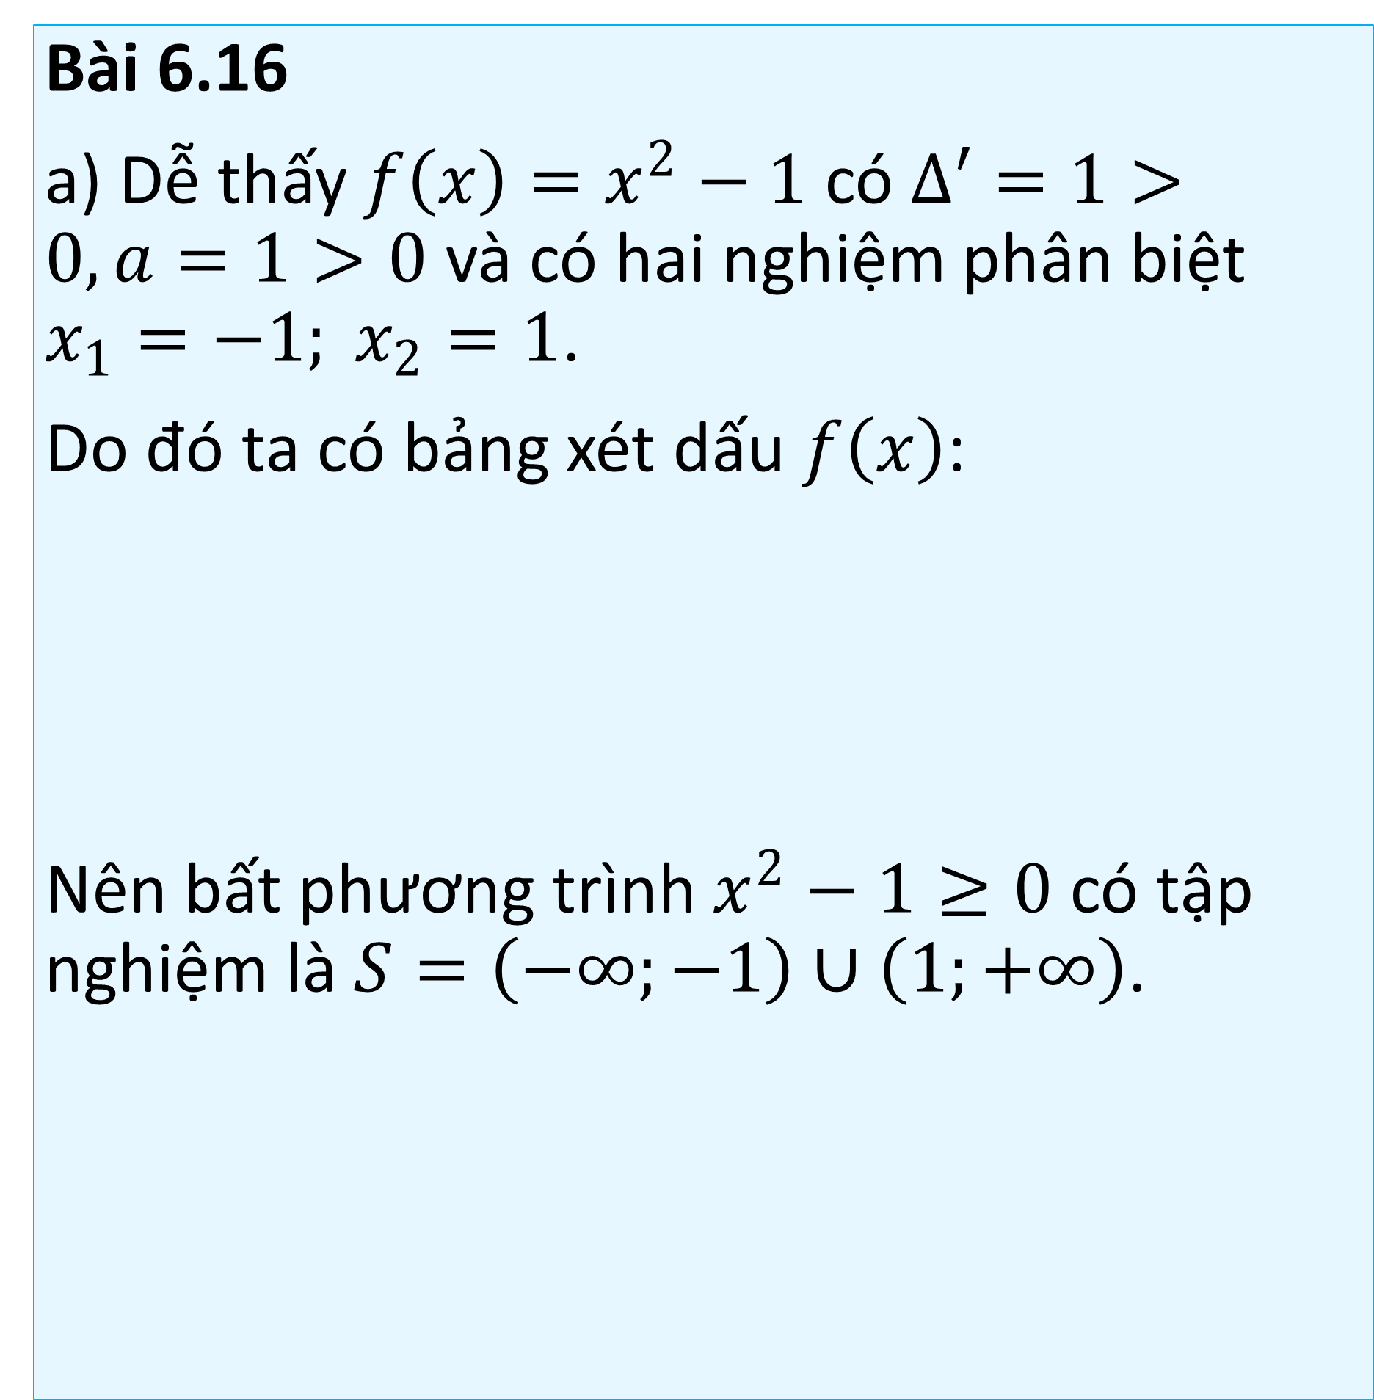 Bài 6.16
a) Dễ thấy f(x) = x² − 1 có Δ′ = 1 >
0, a = 1 > 0 và có hai nghiệm phân biệt
x₁ = −1; x₂ = 1.
Do đó ta có bảng xét dấu f(x):
Nên bất phương trình x² − 1 ≥ 0 có tập
nghiệm là S = (−∞; −1) ∪ (1; +∞).